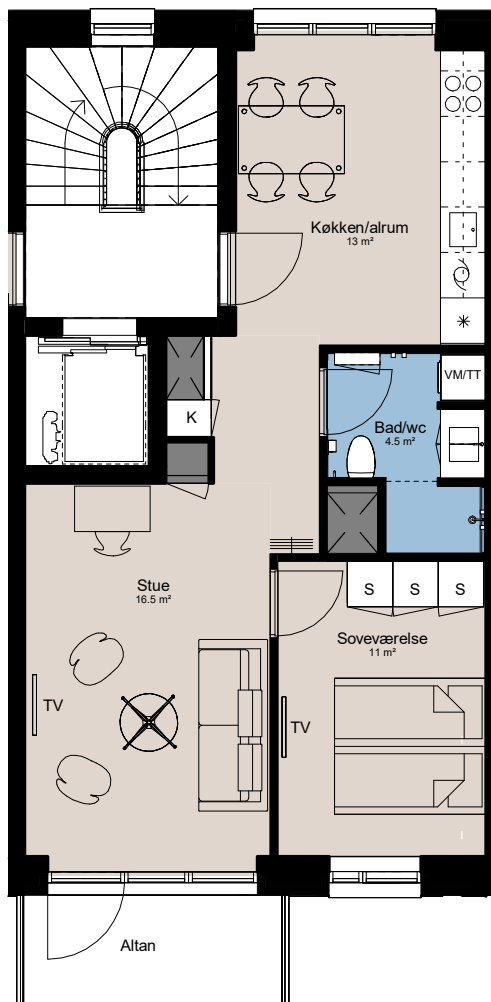 Køkken/alrum
13 m²
VM/TT
K
Bad/wc
4.5 m²
Stue
16.5 m²
S S S
Soveværelse
11 m²
TV
TV
Altan